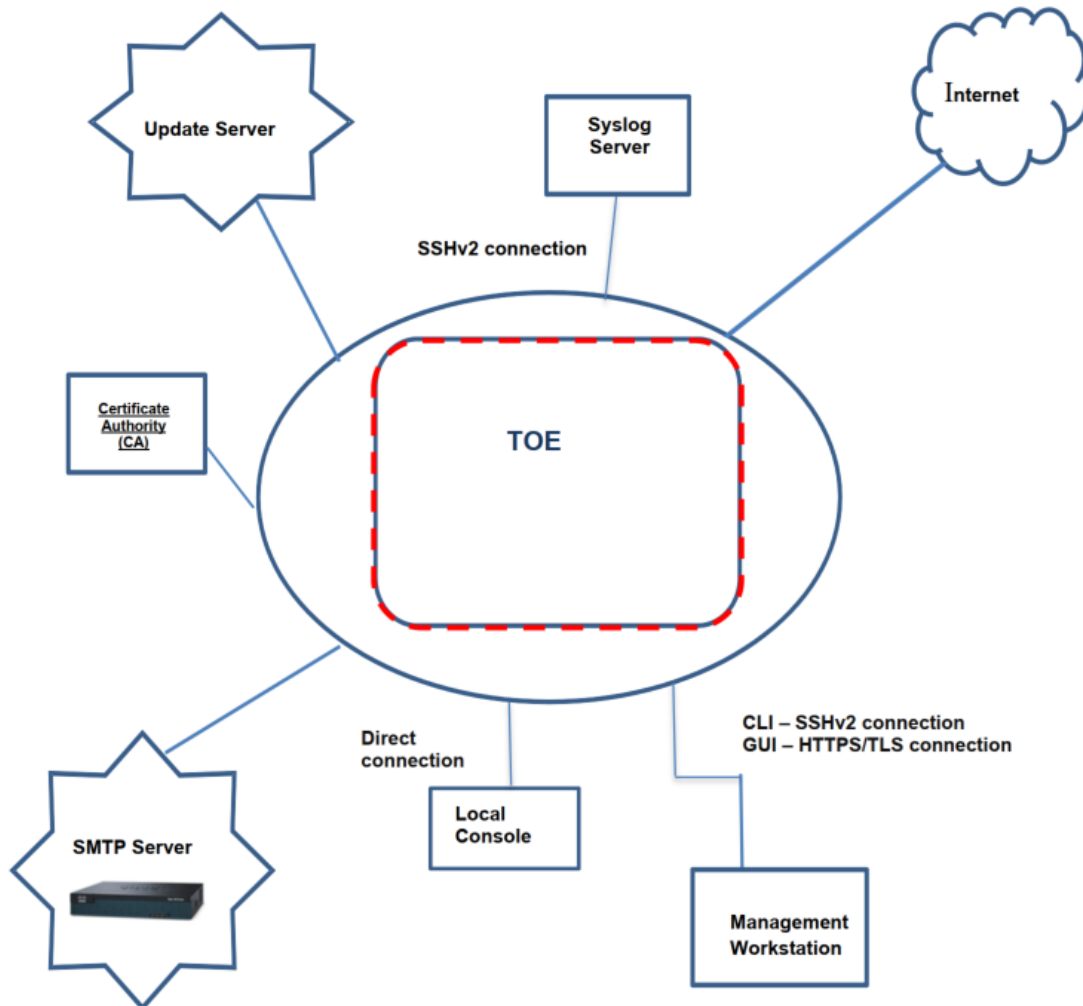 Update Server
Syslog
Server
Internet
SSHv2 connection
Certificate
Authority
(CA)
TOE
CLI – SSHv2 connection
GUI – HTTPS/TLS connection
Direct
connection
Local
Console
SMTP Server
Management
Workstation